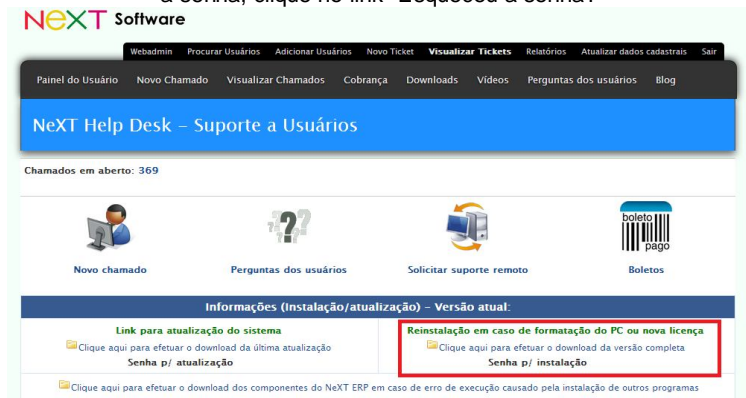 a senha, clique no link "Esqueceu a senha?"
NeXT Software
Webadmin Procurar Usuários Adicionar Usuários Novo Ticket Visualizar Tickets Relatórios Atualizar dados cadastrais Sair
Painel do Usuário Novo Chamado Visualizar Chamados Cobrança Downloads Vídeos Perguntas dos usuários Blog
NeXT Help Desk – Suporte a Usuários
Chamados em aberto: 369
boleto
pago
Novo chamado Perguntas dos usuários Solicitar suporte remoto Boletos
Informações (Instalação/atualização) – Versão atual:
Link para atualização do sistema Reinstalação em caso de formatação do PC ou nova licença
Clique aqui para efetuar o download da última atualização Clique aqui para efetuar o download da versão completa
Senha p/ atualização Senha p/ instalação
Clique aqui para efetuar o download dos componentes do NeXT ERP em caso de erro de execução causado pela instalação de outros programas